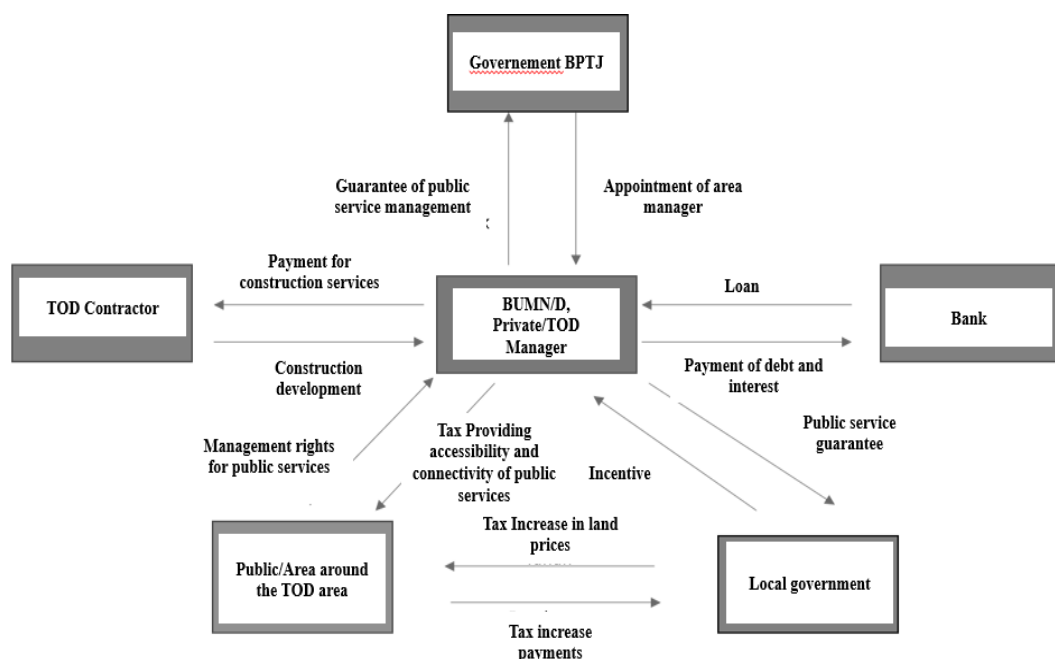 Governement BPTJ
Guarantee of public
service management
Appointment of area
manager
Payment for
construction services
TOD Contractor
Construction
development
BUMN/D,
Private/TOD
Manager
Loan
Bank
Payment of debt and
interest
Management rights
for public services
Tax Providing
accessibility and
connectivity of public
services
Incentive
Public service
guarantee
Public/Area around
the TOD area
Tax Increase in land
prices
Tax increase
payments
Local government